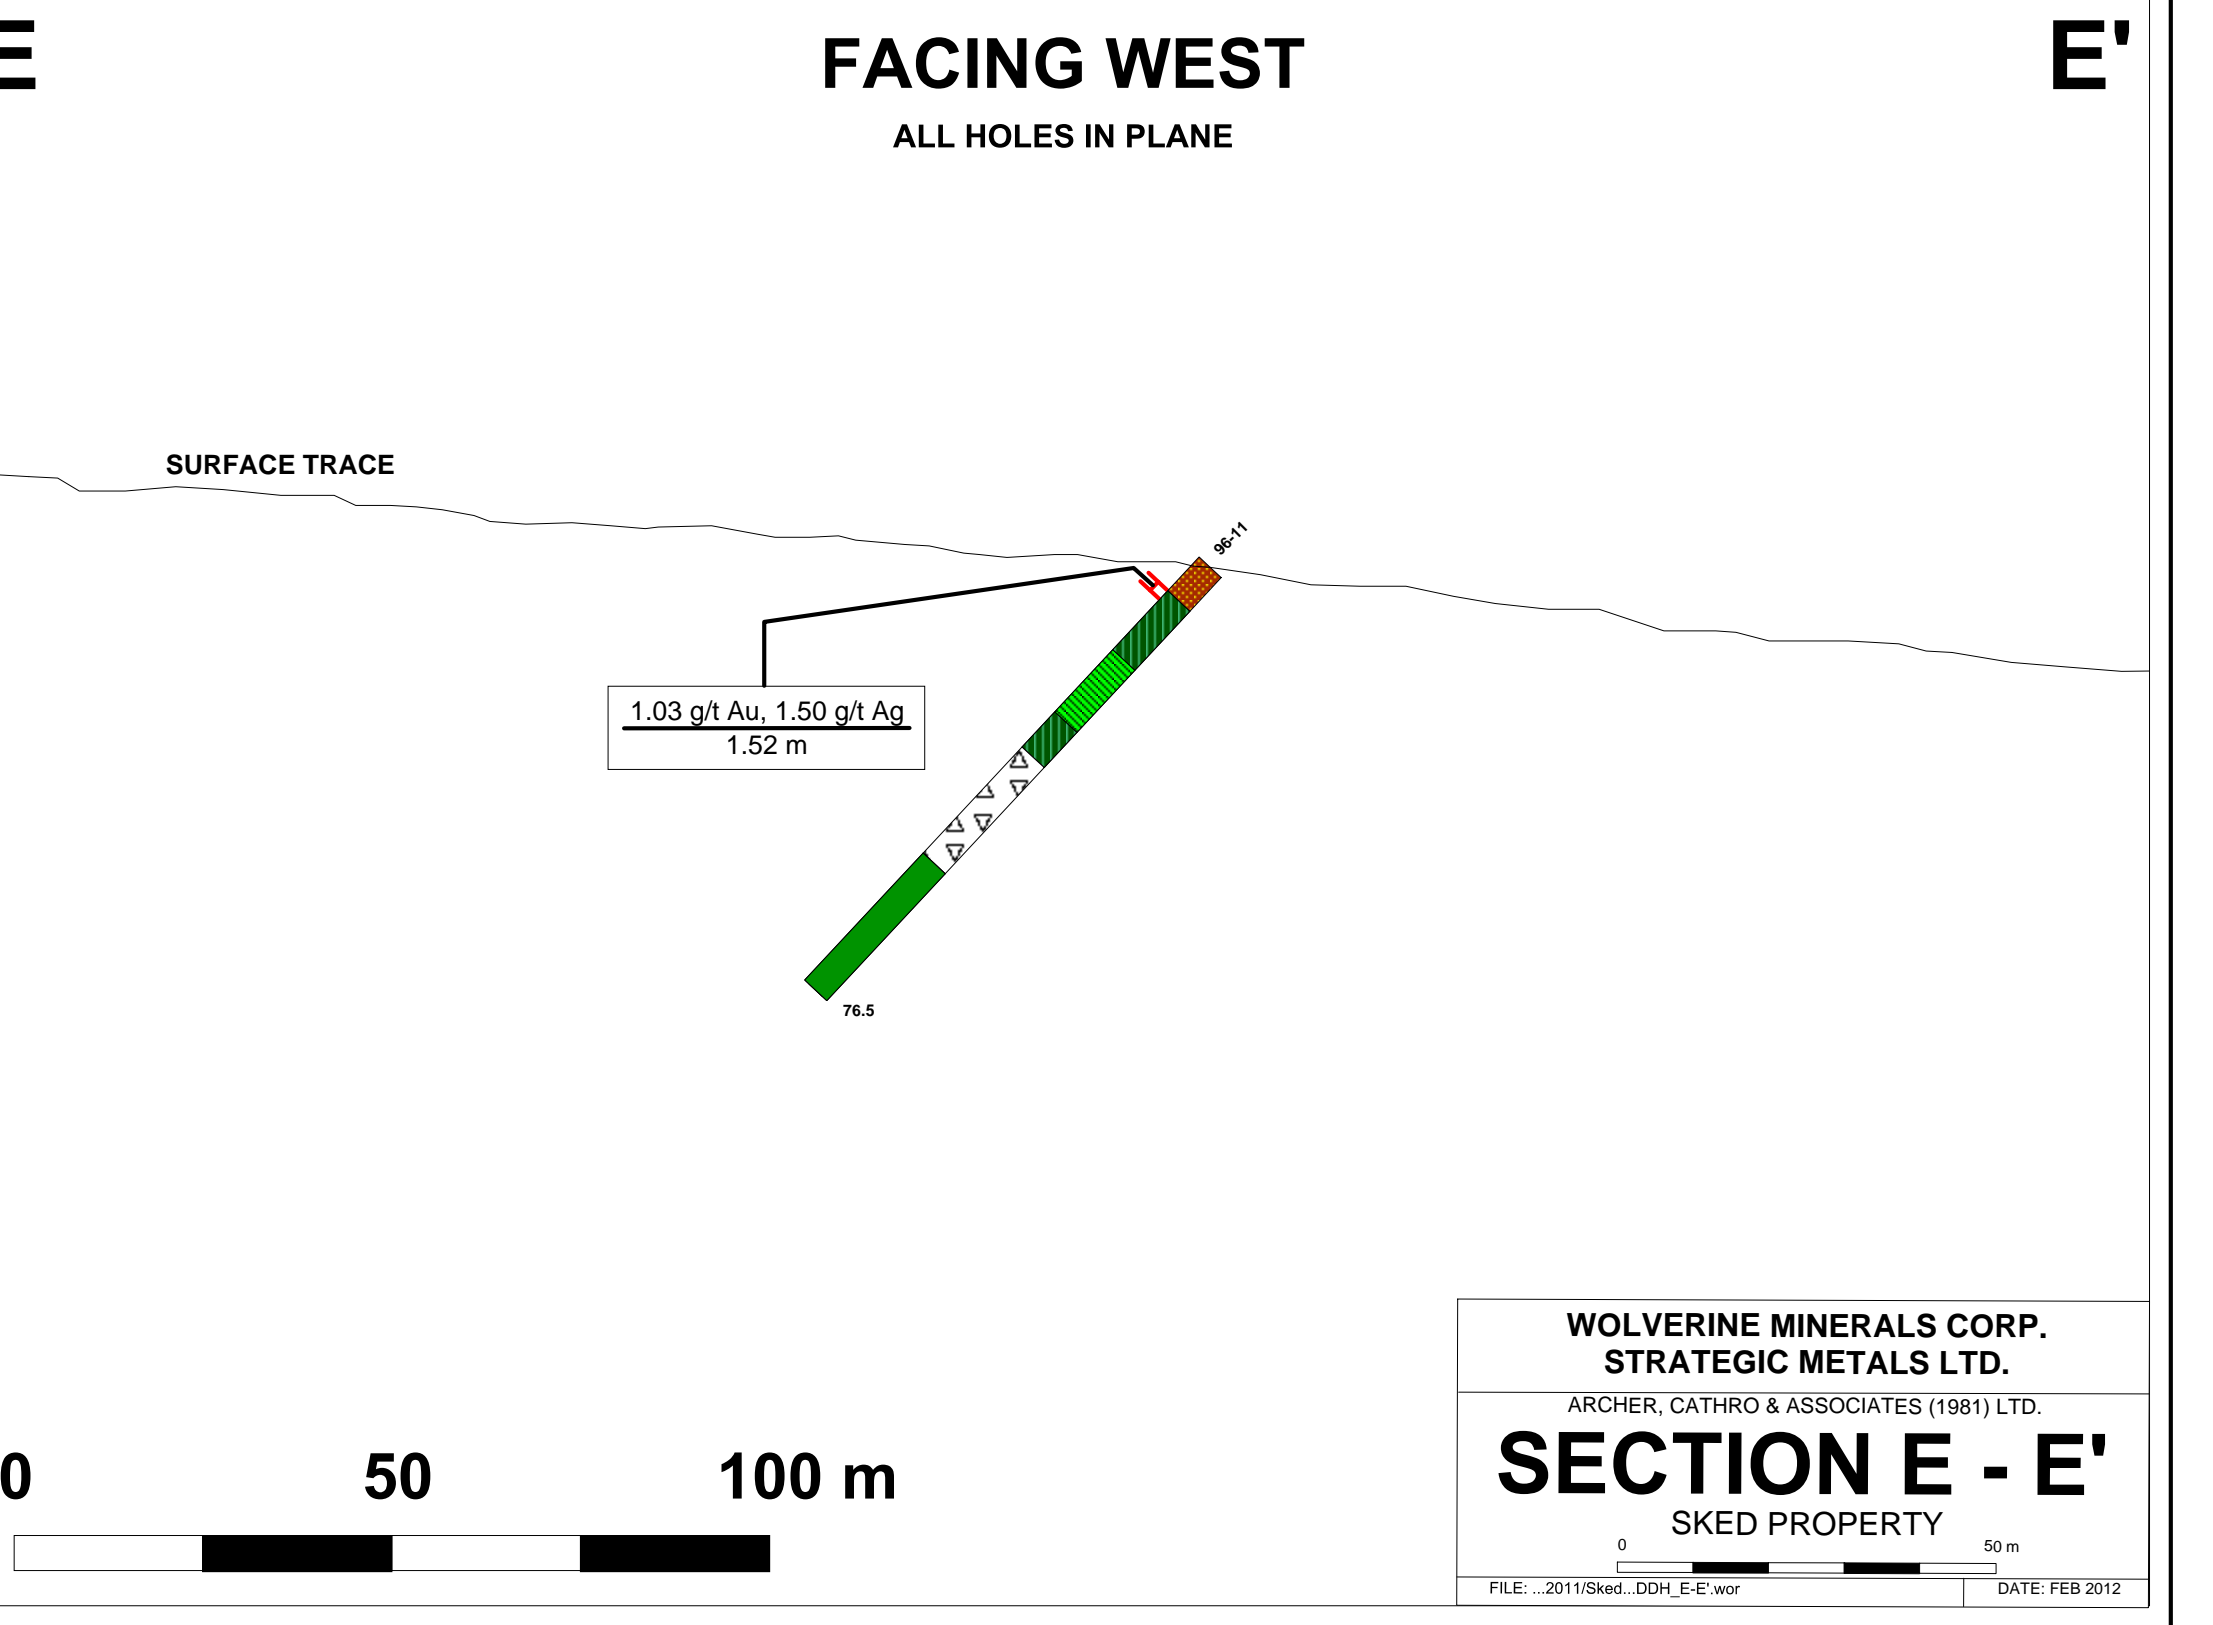 E
FACING WEST
E'
ALL HOLES IN PLANE
SURFACE TRACE
96-11
1.03 g/t Au, 1.50 g/t Ag
1.52 m
76.5
0 50 100 m
WOLVERINE MINERALS CORP.
STRATEGIC METALS LTD.
ARCHER, CATHRO & ASSOCIATES (1981) LTD.
SECTION E - E'
SKED PROPERTY
0 50 m
FILE: ...2011/Sked...DDH_E-E'.wor
DATE: FEB 2012